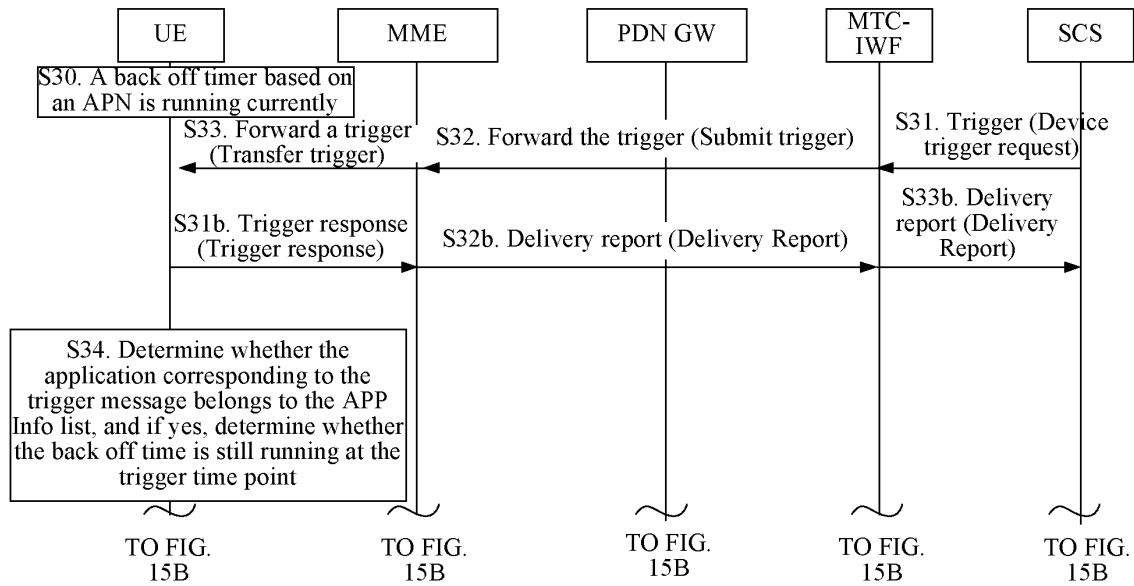 UE
MME
PDN GW
MTC-
IWF
SCS
S30. A back off timer based on
an APN is running currently
S33. Forward a trigger
(Transfer trigger)
S32. Forward the trigger (Submit trigger)
S31. Trigger (Device
trigger request)
S31b. Trigger response
(Trigger response)
S32b. Delivery report (Delivery Report)
S33b. Delivery
report (Delivery
Report)
S34. Determine whether the
application corresponding to the
trigger message belongs to the APP
Info list, and if yes, determine whether
the back off time is still running at the
trigger time point
TO FIG.
15B
TO FIG.
15B
TO FIG.
15B
TO FIG.
15B
TO FIG.
15B